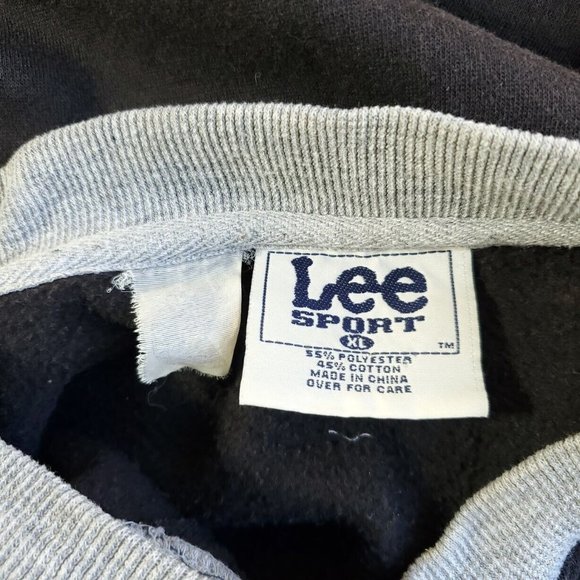 Lee
SPORT
XL
TM
55% POLYESTER
45% COTTON
MADE IN CHINA
OVER FOR CARE